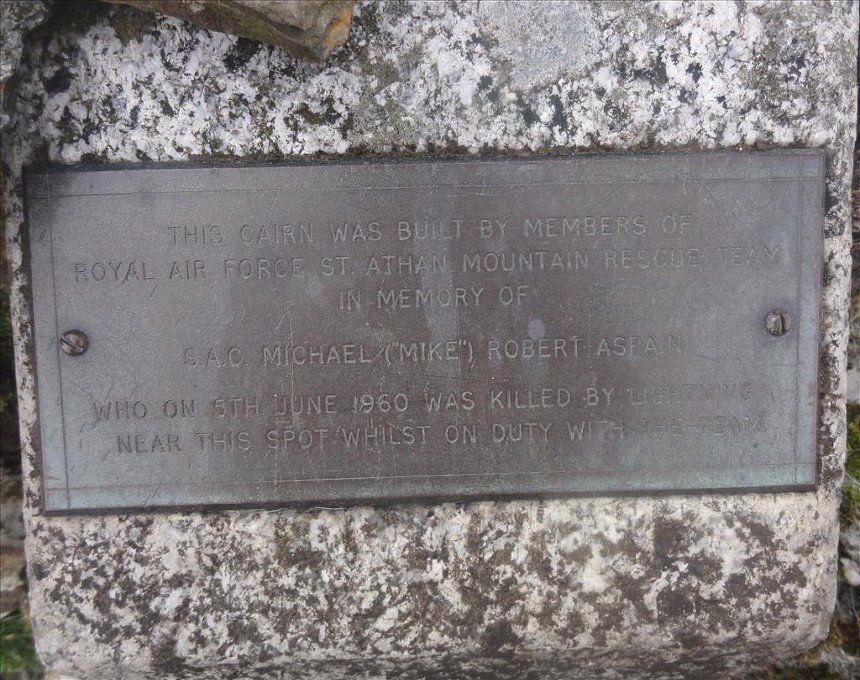 THIS CAIRN WAS BUILT BY MEMBERS OF
ROYAL AIR FORCE ST. ATHAN MOUNTAIN RESCUE TEAM
IN MEMORY OF
S.A.C. MICHAEL ("MIKE") ROBERT ASPAIN
WHO ON 5TH JUNE 1960 WAS KILLED BY LIGHTNING
NEAR THIS SPOT WHILST ON DUTY WITH THE TEAM